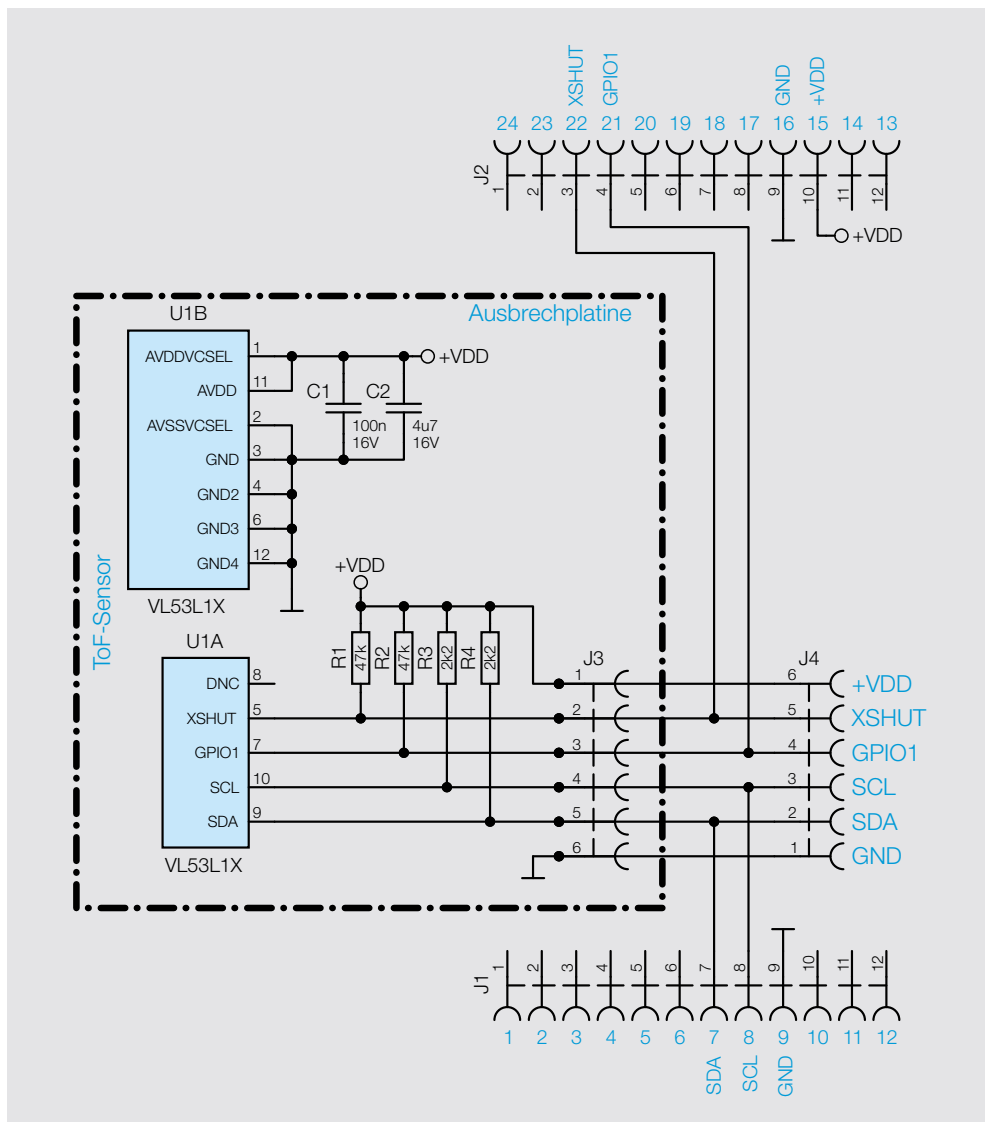 XSHUT
GPIO1
GND
+VDD
24 23 22 21 20 19 18 17 16 15 14 13
J2
1 2 3 4 5 6 7 8 9 10 11 12
+VDD
Ausbrechplatine
ToF-Sensor
U1B
AVDDVCSEL 1
AVDD 11
AVSSVCSEL 2
GND 3
GND2 4
GND3 6
GND4 12
VL53L1X
+VDD
C1
100n
16V
C2
4u7
16V
+VDD
R1 47k
R2 47k
R3 2k2
R4 2k2
U1A
DNC 8
XSHUT 5
GPIO1 7
SCL 10
SDA 9
VL53L1X
J3
1
2
3
4
5
6
J4
6 +VDD
5 XSHUT
4 GPIO1
3 SCL
2 SDA
1 GND
J1
1 2 3 4 5 6 7 8 9 10 11 12
1 2 3 4 5 6 7 8 9 10 11 12
SDA
SCL
GND